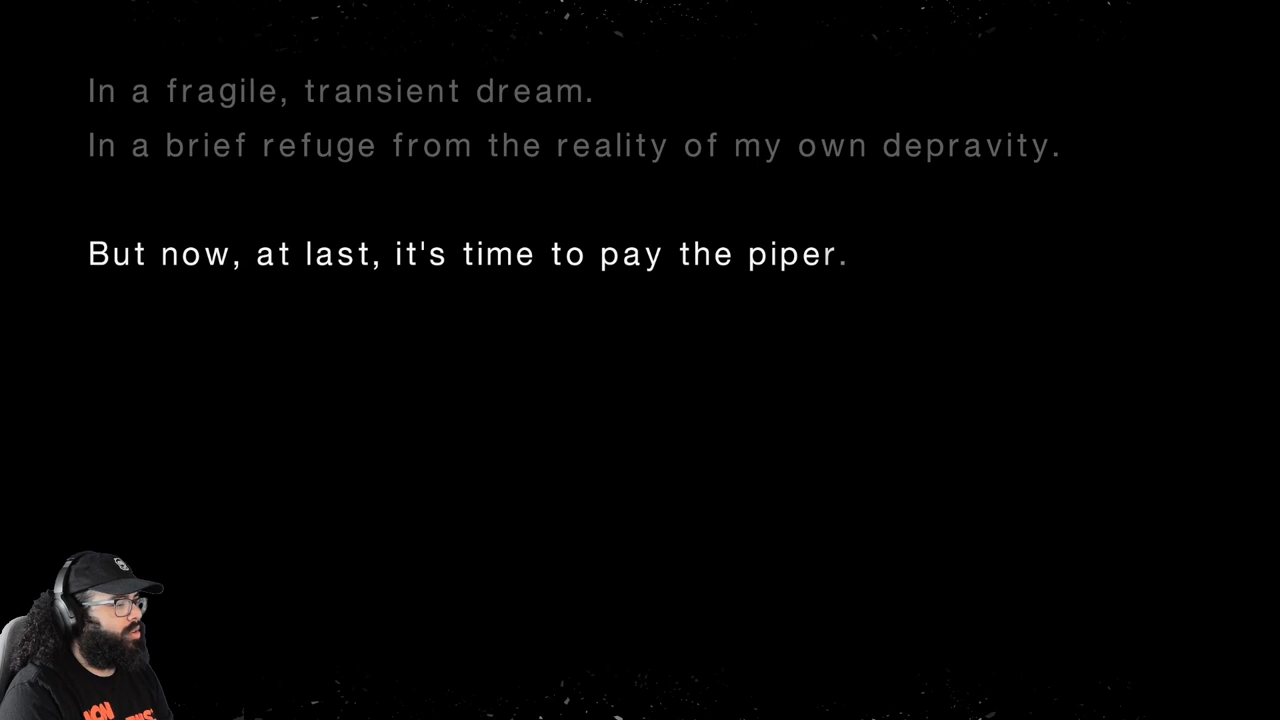 In a fragile, transient dream.
In a brief refuge from the reality of my own depravity.
But now, at last, it's time to pay the piper.